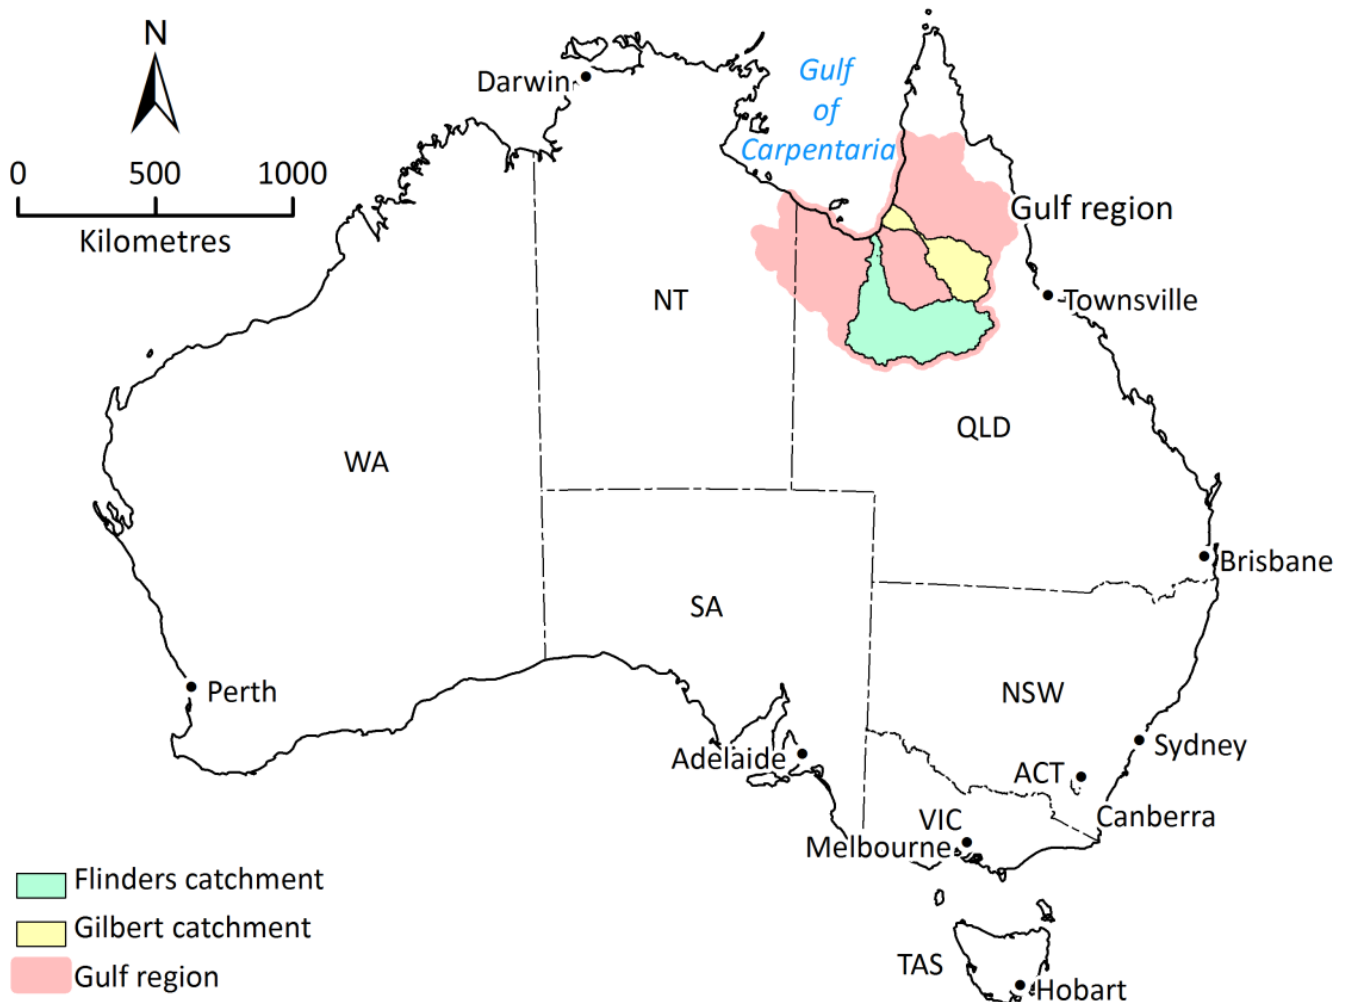 N
0 500 1000
Kilometres
Darwin
Gulf
of
Carpentaria
Gulf region
Townsville
NT
QLD
WA
SA
Brisbane
NSW
Perth
Adelaide
Sydney
ACT
Canberra
VIC
Melbourne
TAS
Hobart
Flinders catchment
Gilbert catchment
Gulf region